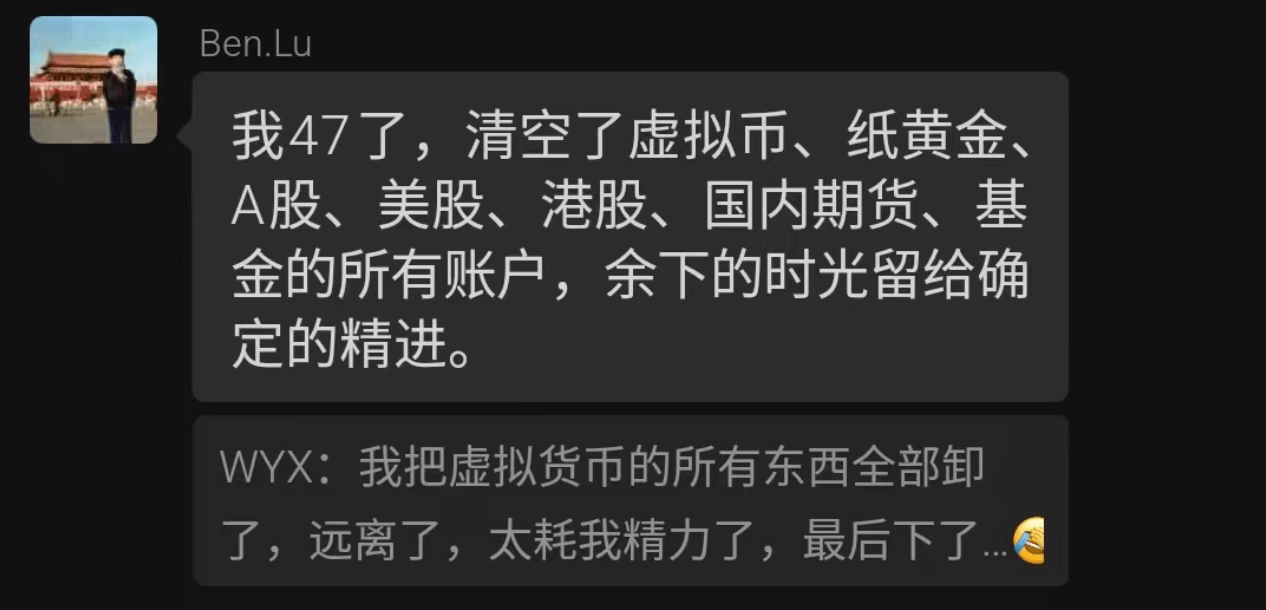 Ben.Lu
我47了，清空了虚拟币、纸黄金、
A股、美股、港股、国内期货、基
金的所有账户，余下的时光留给确
定的精进。
WYX：我把虚拟货币的所有东西全部卸
了，远离了，太耗我精力了，最后下了...🤣